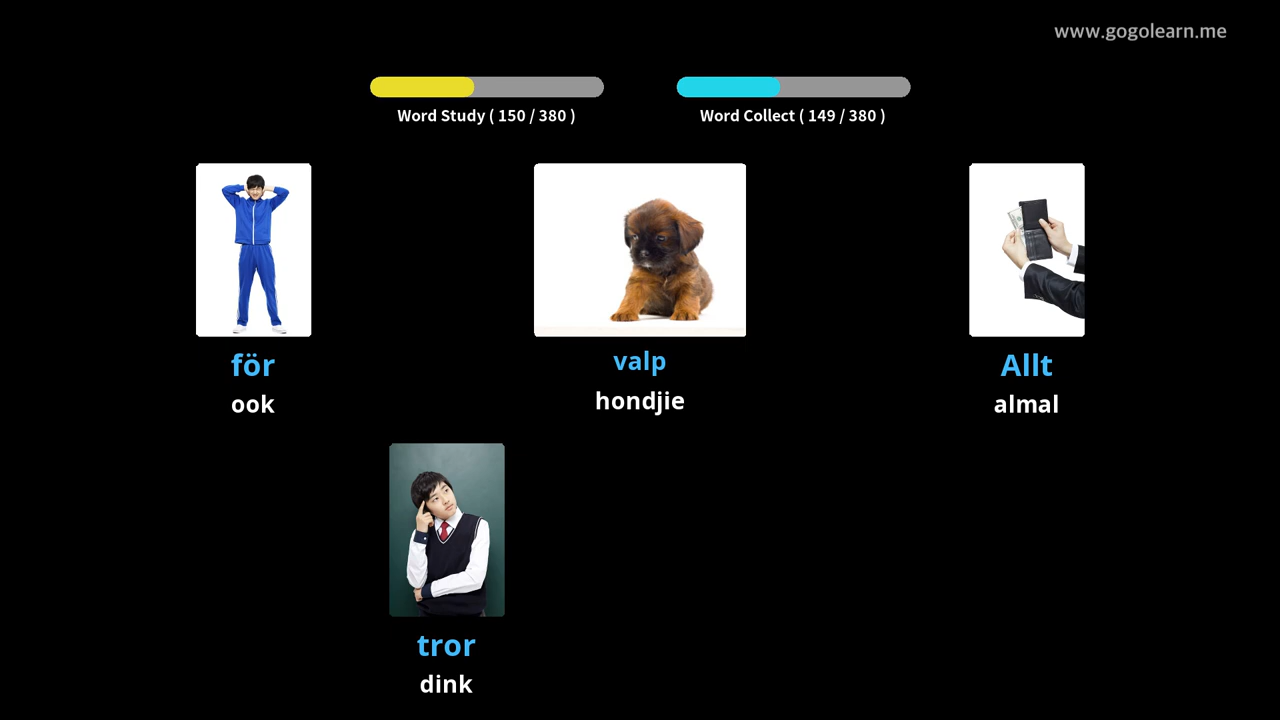 www.gogolearn.me
Word Study ( 150 / 380 )
Word Collect ( 149 / 380 )
för
ook
valp
hondjie
Allt
almal
tror
dink